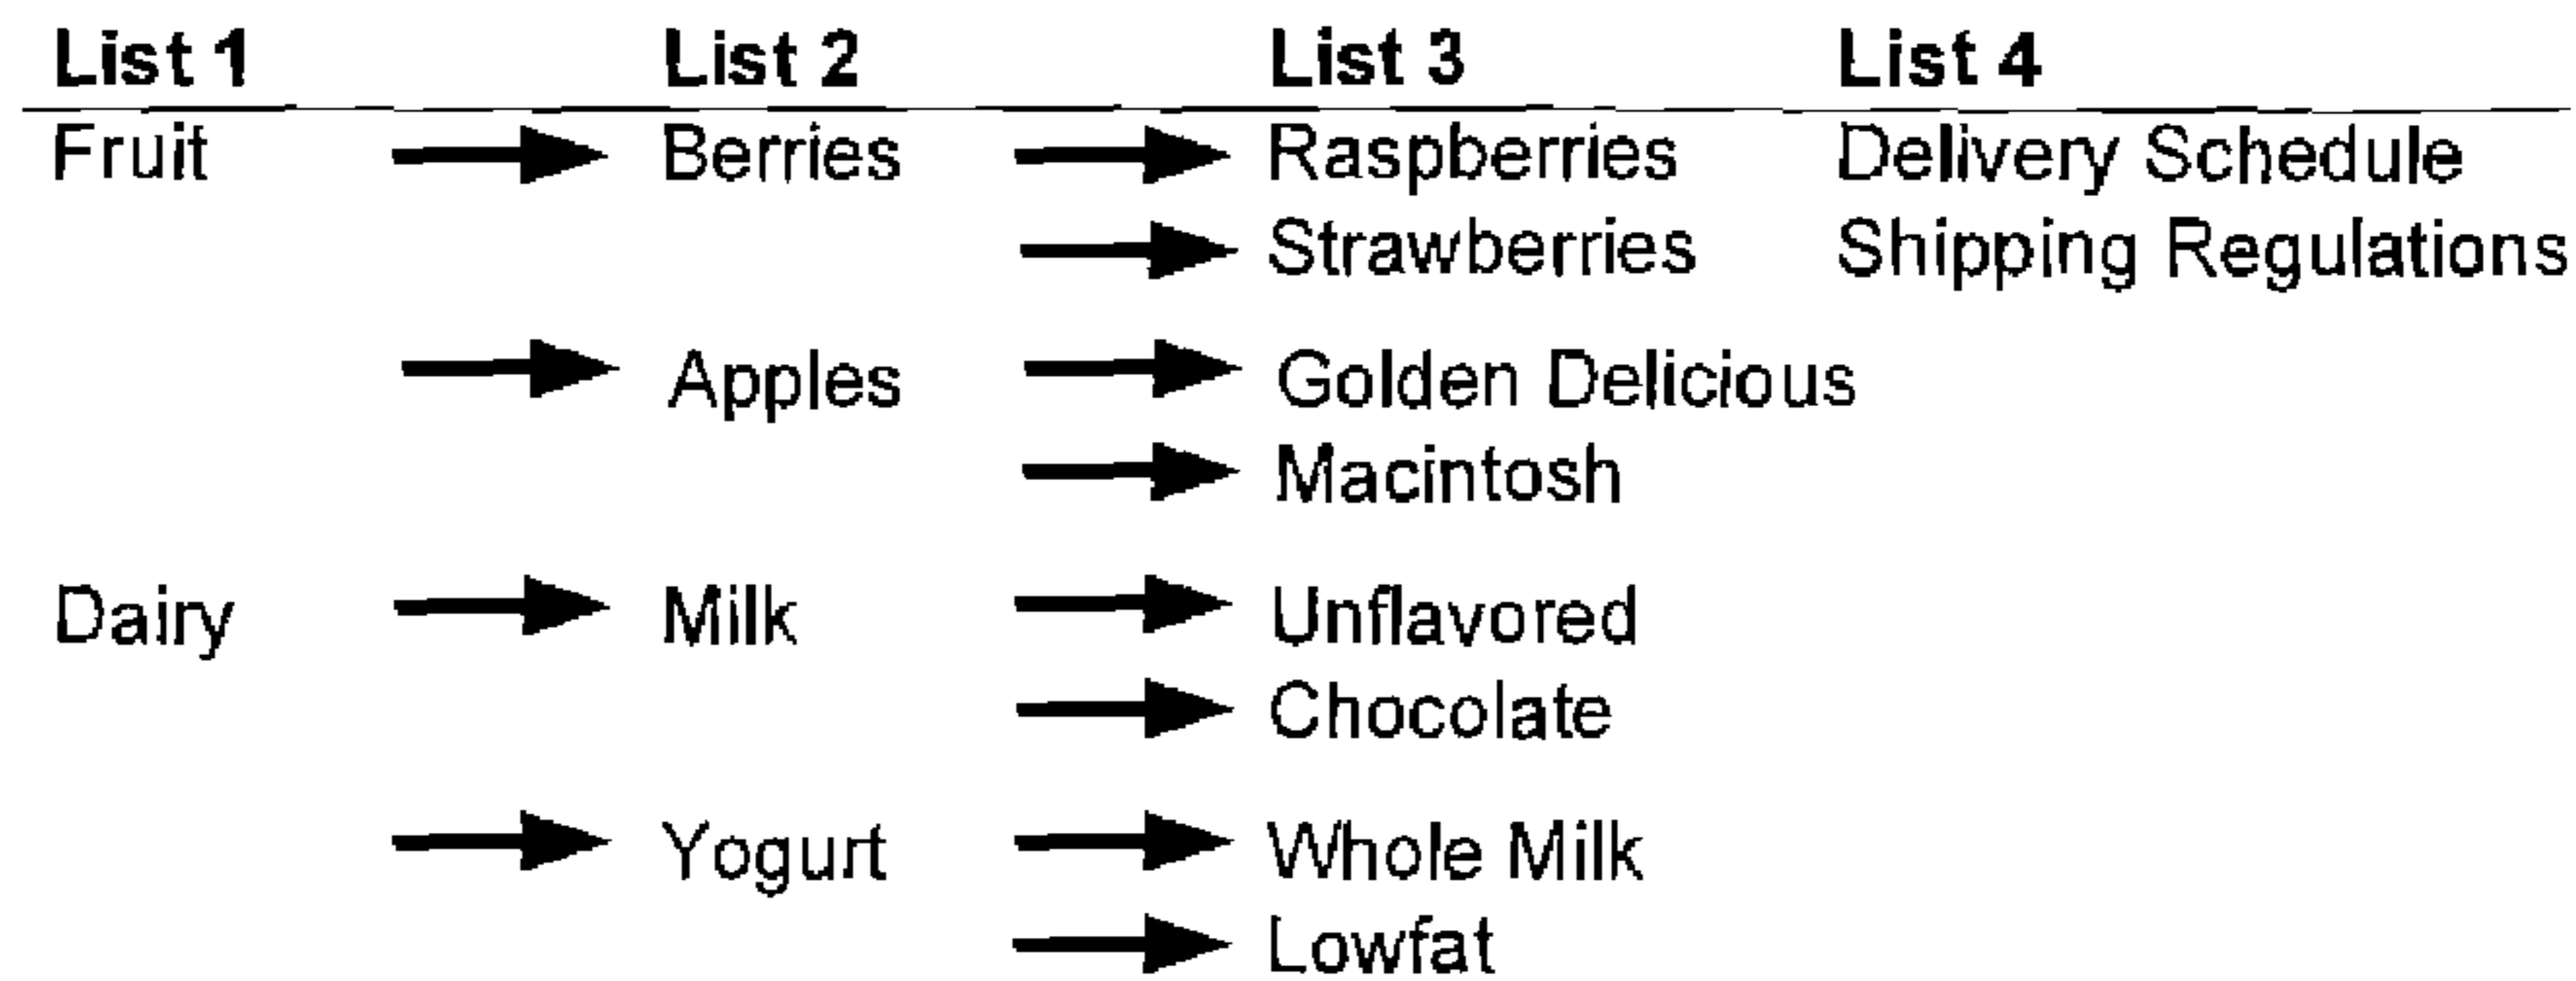 List 1 List 2 List 3 List 4
Fruit Berries Raspberries Delivery Schedule
Strawberries Shipping Regulations
Apples Golden Delicious
Macintosh
Dairy Milk Unflavored
Chocolate
Yogurt Whole Milk
Lowfat